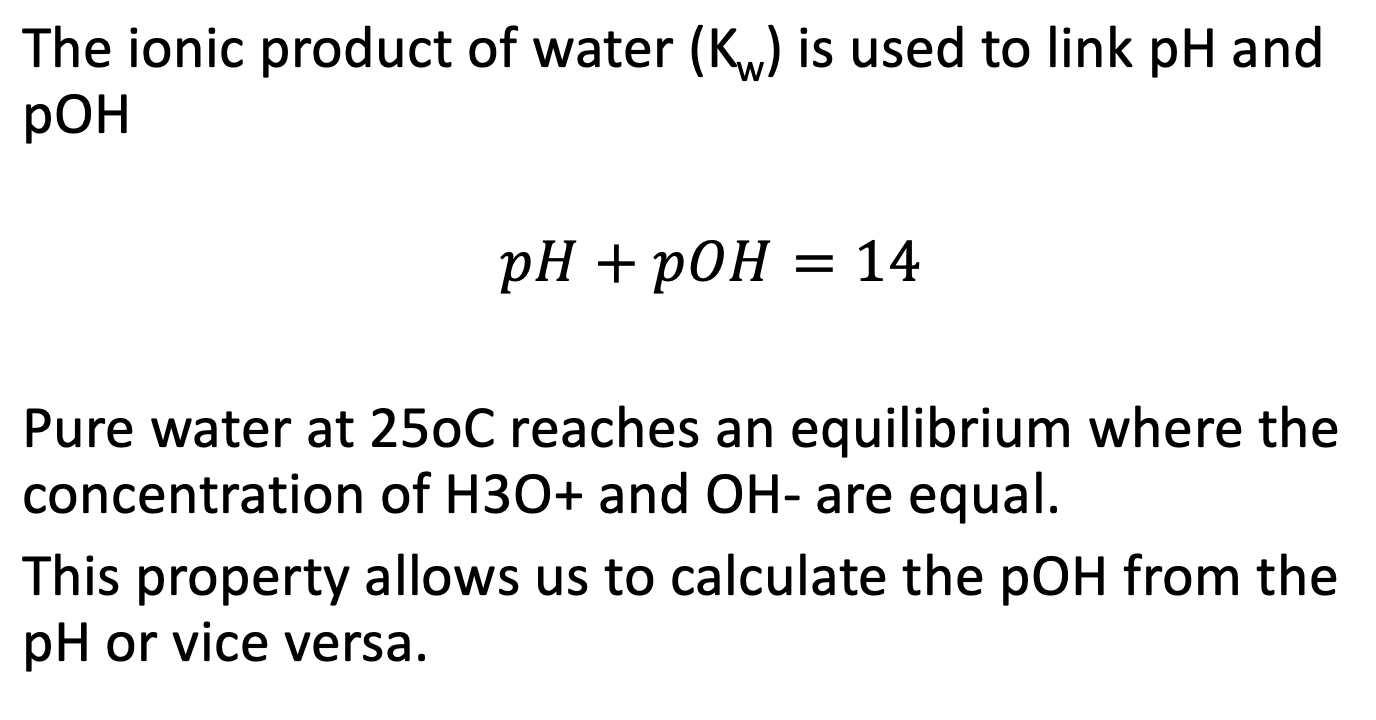 The ionic product of water (Kw) is used to link pH and
pOH
pH + pOH = 14
Pure water at 25oC reaches an equilibrium where the
concentration of H3O+ and OH- are equal.
This property allows us to calculate the pOH from the
pH or vice versa.